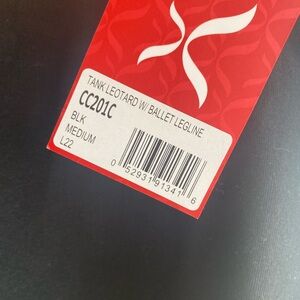 TANK LEOTARD W/ BALLET LEGLINE
CC201C
BLK
MEDIUM
L22
0 52931 91341 6